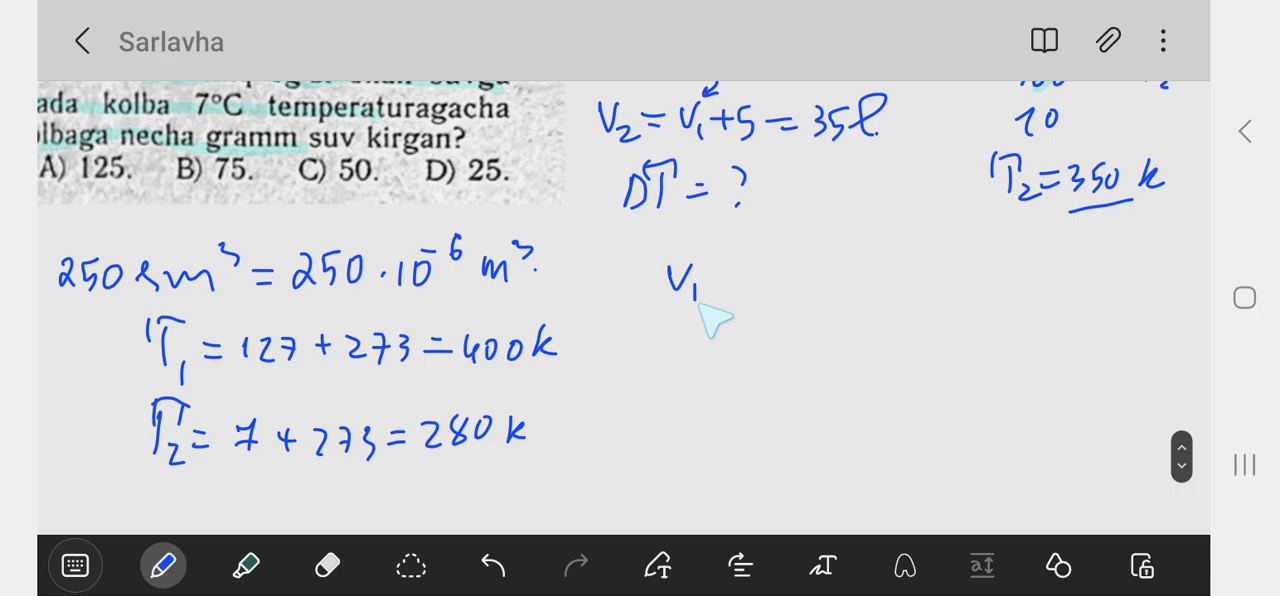 Sarlavha
ada kolba 7°C temperaturagacha
lbaga necha gramm suv kirgan?
A) 125. B) 75. C) 50. D) 25.
V₂ = V₁ + 5 = 35ℓ.
10
ΔT = ?
T₂ = 350 k
250 sm³ = 250 · 10⁻⁶ m³.
V₁
T₁ = 127 + 273 = 400 k
T₂ = 7 + 273 = 280 k